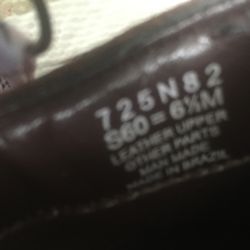 725N82
S60=6½M
LEATHER UPPER
OTHER PARTS
MAN MADE
MADE IN BRAZIL